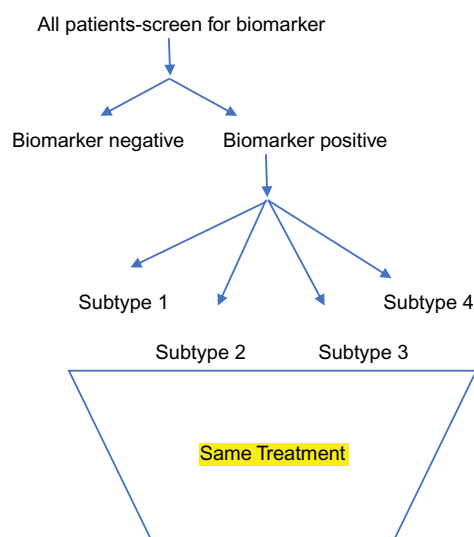 All patients-screen for biomarker
Biomarker negative
Biomarker positive
Subtype 1
Subtype 4
Subtype 2
Subtype 3
Same Treatment